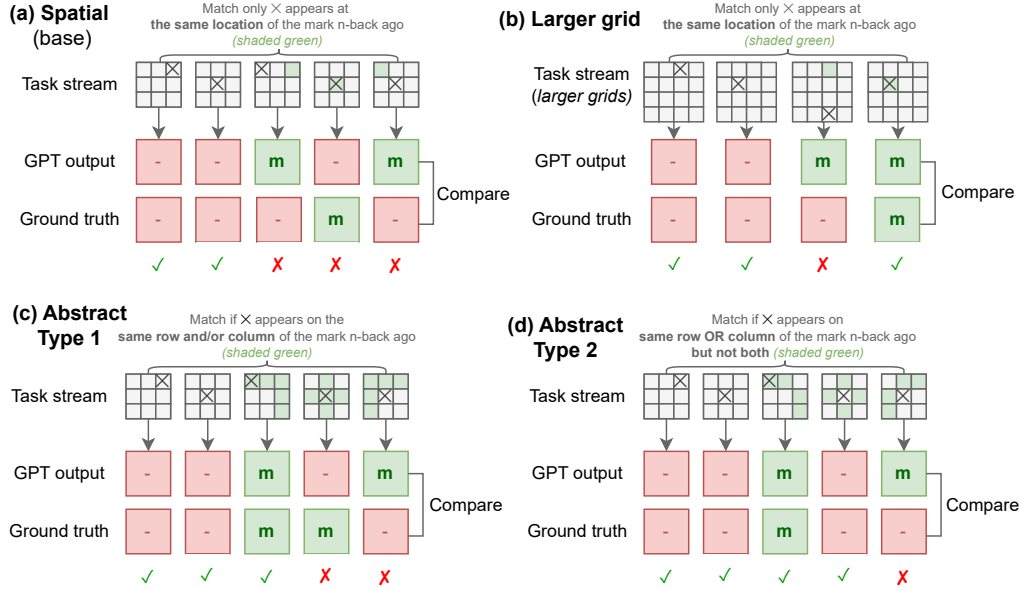 (a) Spatial
(base)
Match only ✕ appears at
the same location of the mark n-back ago
(shaded green)
Task stream
GPT output
- - m - m
Ground truth
- - - m -
Compare
✓ ✓ ✗ ✗ ✗
(b) Larger grid
Match only ✕ appears at
the same location of the mark n-back ago
(shaded green)
Task stream
(larger grids)
GPT output
- - m m
Ground truth
- - - m
Compare
✓ ✓ ✗ ✓
(c) Abstract
Type 1
Match if ✕ appears on the
same row and/or column of the mark n-back ago
(shaded green)
Task stream
GPT output
- - m - m
Ground truth
- - m m -
Compare
✓ ✓ ✓ ✗ ✗
(d) Abstract
Type 2
Match if ✕ appears on
same row OR column of the mark n-back ago
but not both (shaded green)
Task stream
GPT output
- - m - m
Ground truth
- - m - -
Compare
✓ ✓ ✓ ✓ ✗